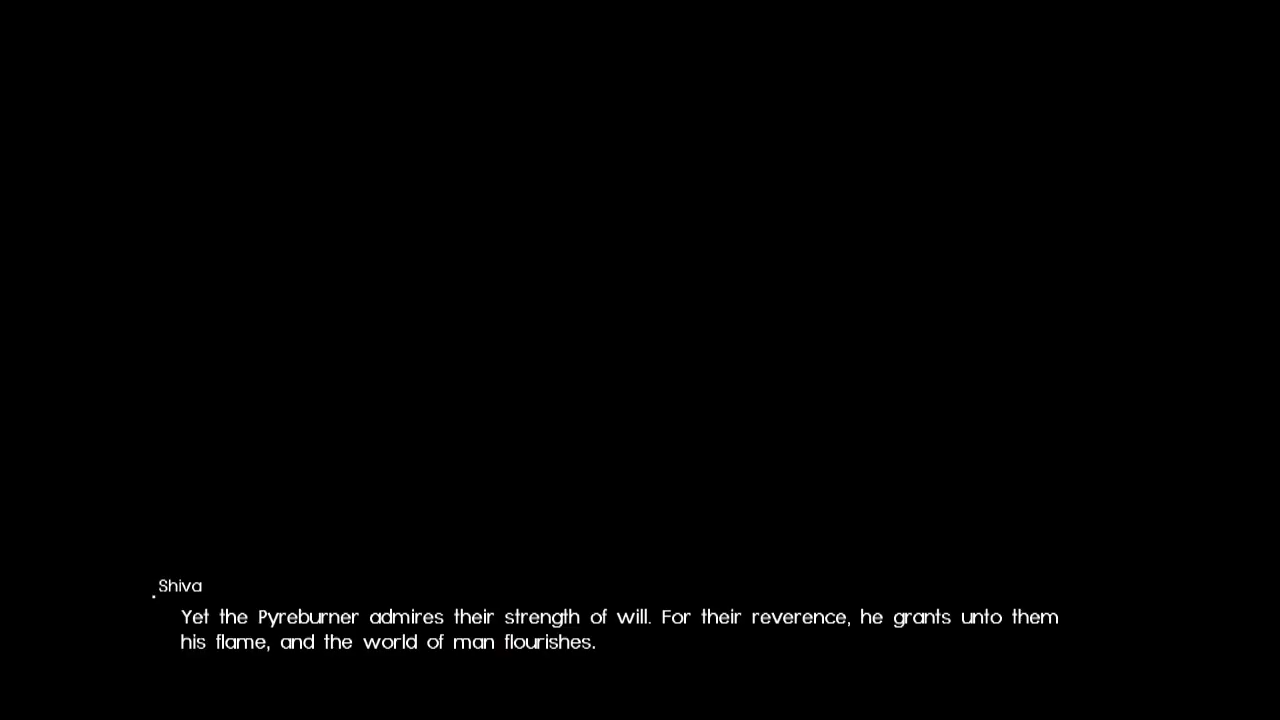 Shiva
Yet the Pyreburner admires their strength of will. For their reverence, he grants unto them
his flame, and the world of man flourishes.